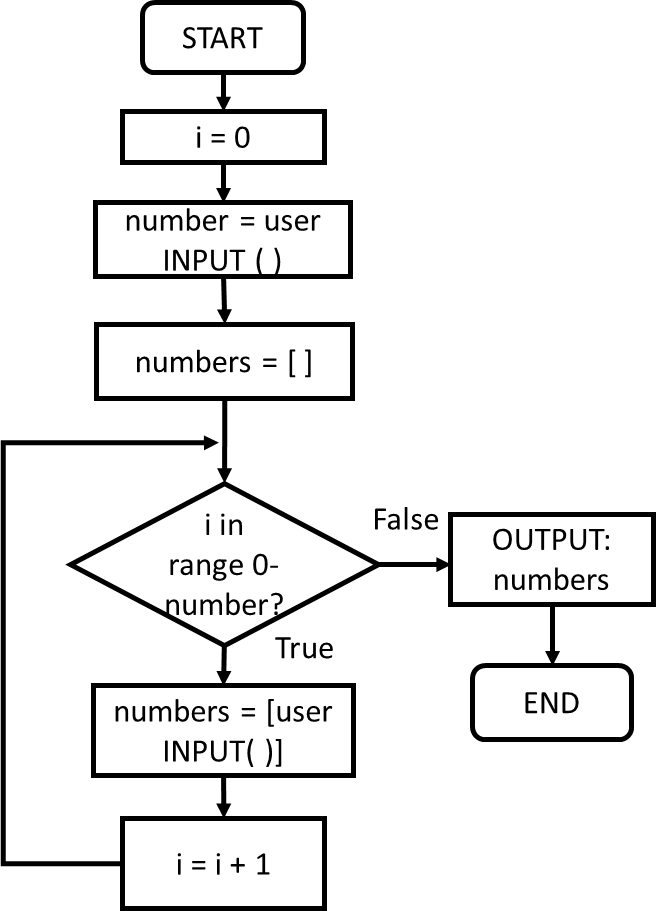 START
i = 0
number = user
INPUT ( )
numbers = [ ]
i in
range 0-
number?
False
OUTPUT:
numbers
True
END
numbers = [user
INPUT( )]
i = i + 1